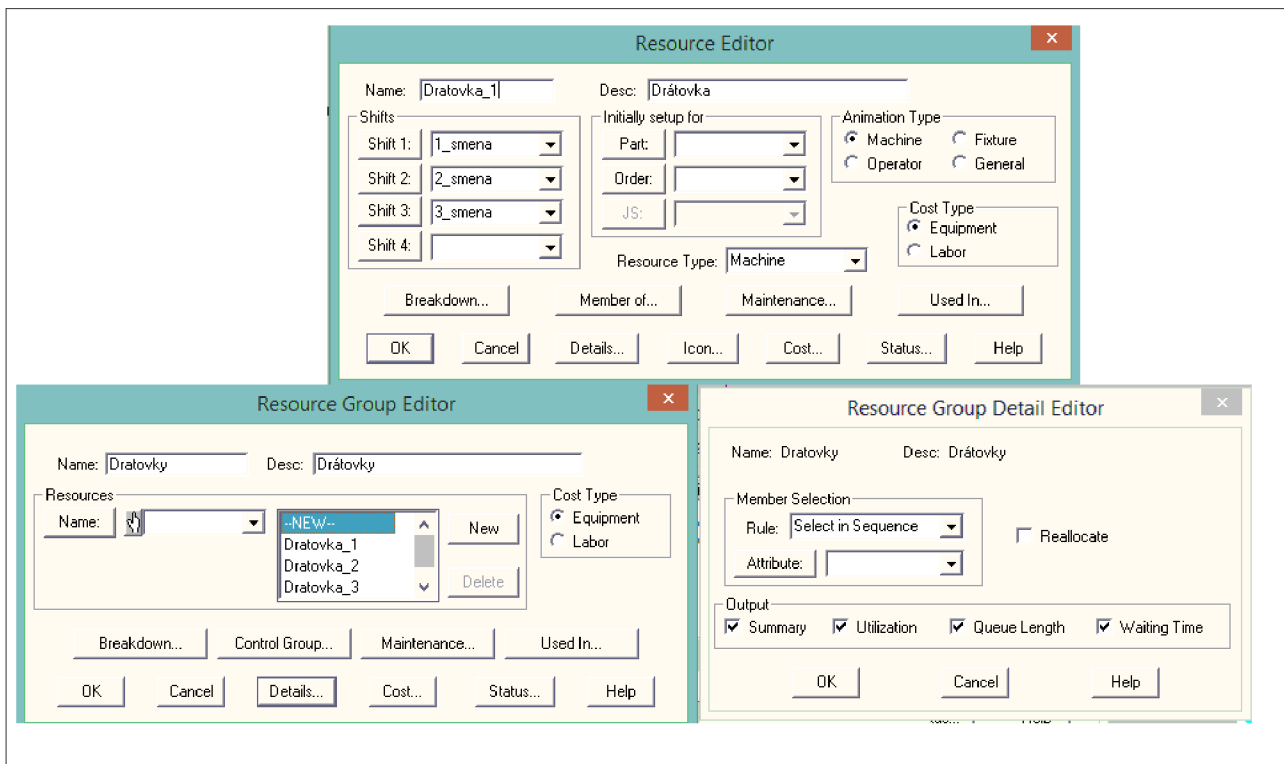 Resource Editor
Name: Dratovka_1 Desc: Drátovka
Shifts Initially setup for Animation Type
Shift 1: 1_smena Part: Machine Fixture
Shift 2: 2_smena Order: Operator General
Shift 3: 3_smena JS: Cost Type
Equipment
Shift 4: Labor
Resource Type: Machine
Breakdown... Member of... Maintenance... Used In...
OK Cancel Details... Icon... Cost... Status... Help
Resource Group Editor
Name: Dratovky Desc: Drátovky
Resources Cost Type
Name: --NEW-- New Equipment
Dratovka_1 Labor
Dratovka_2
Dratovka_3 Delete
Breakdown... Control Group... Maintenance... Used In...
OK Cancel Details... Cost... Status... Help
Resource Group Detail Editor
Name: Dratovky Desc: Drátovky
Member Selection
Rule: Select in Sequence Reallocate
Attribute:
Output
Summary Utilization Queue Length Waiting Time
OK Cancel Help